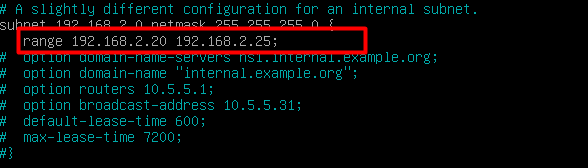 # A slightly different configuration for an internal subnet.
subnet 192.168.2.0 netmask 255.255.255.0 {
range 192.168.2.20 192.168.2.25;
# option domain-name-servers ns1.internal.example.org;
# option domain-name "internal.example.org";
# option routers 10.5.5.1;
# option broadcast-address 10.5.5.31;
# default-lease-time 600;
# max-lease-time 7200;
#}